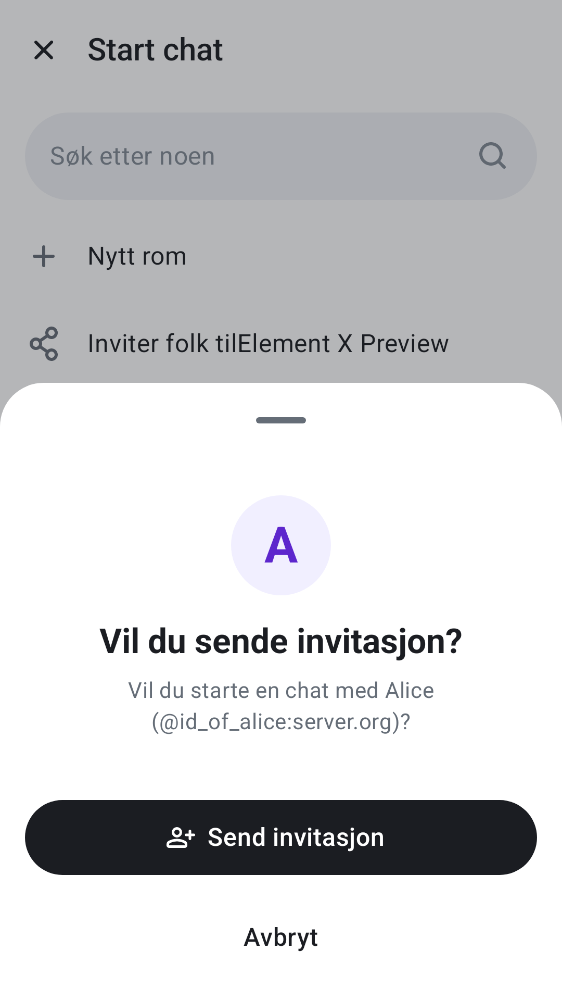 Start chat
Søk etter noen
Nytt rom
Inviter folk tilElement X Preview
A
Vil du sende invitasjon?
Vil du starte en chat med Alice
(@id_of_alice:server.org)?
Send invitasjon
Avbryt